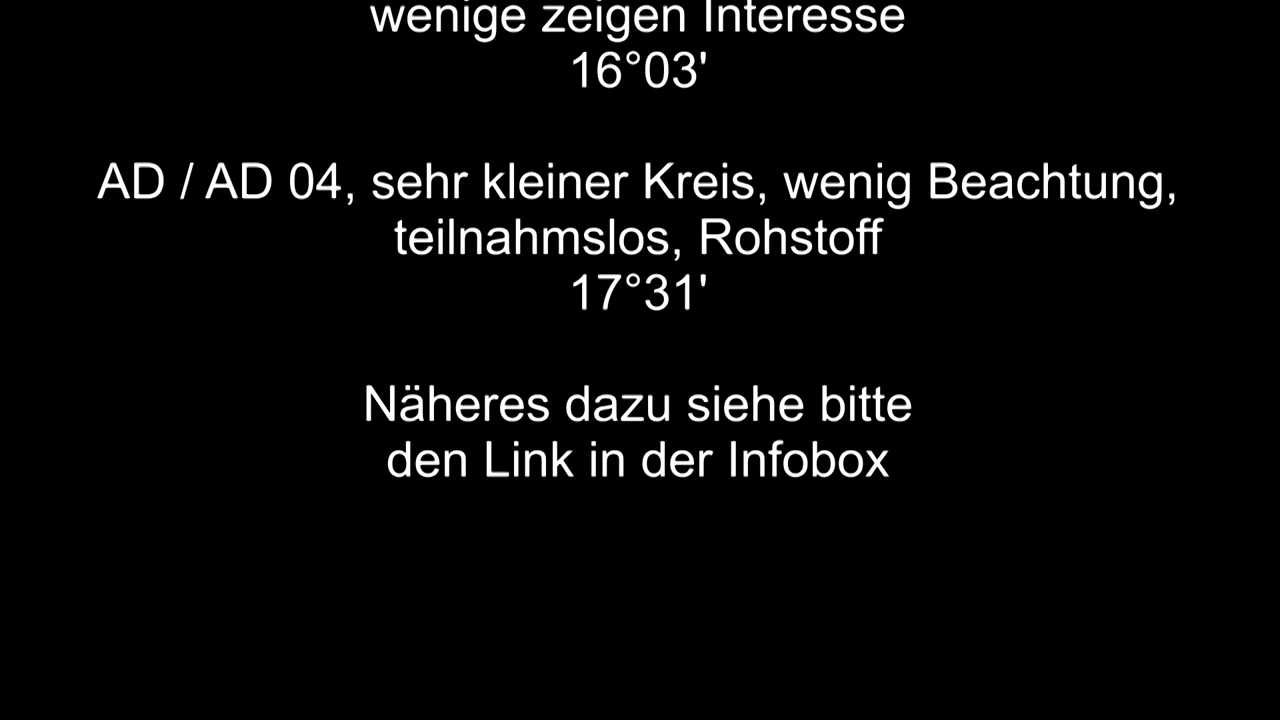 wenige zeigen Interesse
16°03'
AD / AD 04, sehr kleiner Kreis, wenig Beachtung,
teilnahmslos, Rohstoff
17°31'
Näheres dazu siehe bitte
den Link in der Infobox